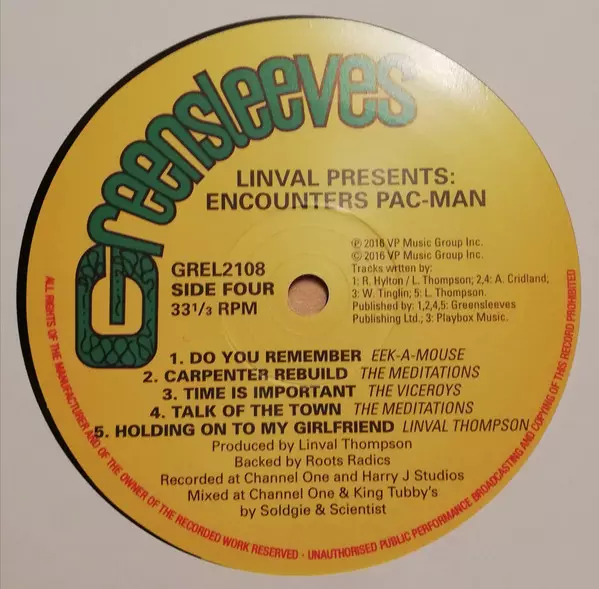 Greensleeves
LINVAL PRESENTS:
ENCOUNTERS PAC-MAN
GREL2108
SIDE FOUR
33 1/3 RPM
℗ 2016 VP Music Group Inc.
© 2016 VP Music Group Inc.
Tracks wrtten by:
1: R. Hylton / L. Thompson; 2,4: A. Cridland;
3: W. Tinglin; 5: L. Thompson.
Published by: 1,2,4,5: Greensleeves
Publishing Ltd.; 3: Playbox Music.
1. DO YOU REMEMBER EEK-A-MOUSE
2. CARPENTER REBUILD THE MEDITATIONS
3. TIME IS IMPORTANT THE VICEROYS
4. TALK OF THE TOWN THE MEDITATIONS
5. HOLDING ON TO MY GIRLFRIEND LINVAL THOMPSON
Produced by Linval Thompson
Backed by Roots Radics
Recorded at Channel One and Harry J Studios
Mixed at Channel One & King Tubby's
by Soldgie & Scientist
ALL RIGHTS OF THE MANUFACTURER AND OF THE OWNER OF THE RECORDED WORK RESERVED - UNAUTHORISED PUBLIC PERFORMANCE BROADCASTING AND COPYING OF THIS RECORD PROHIBITED